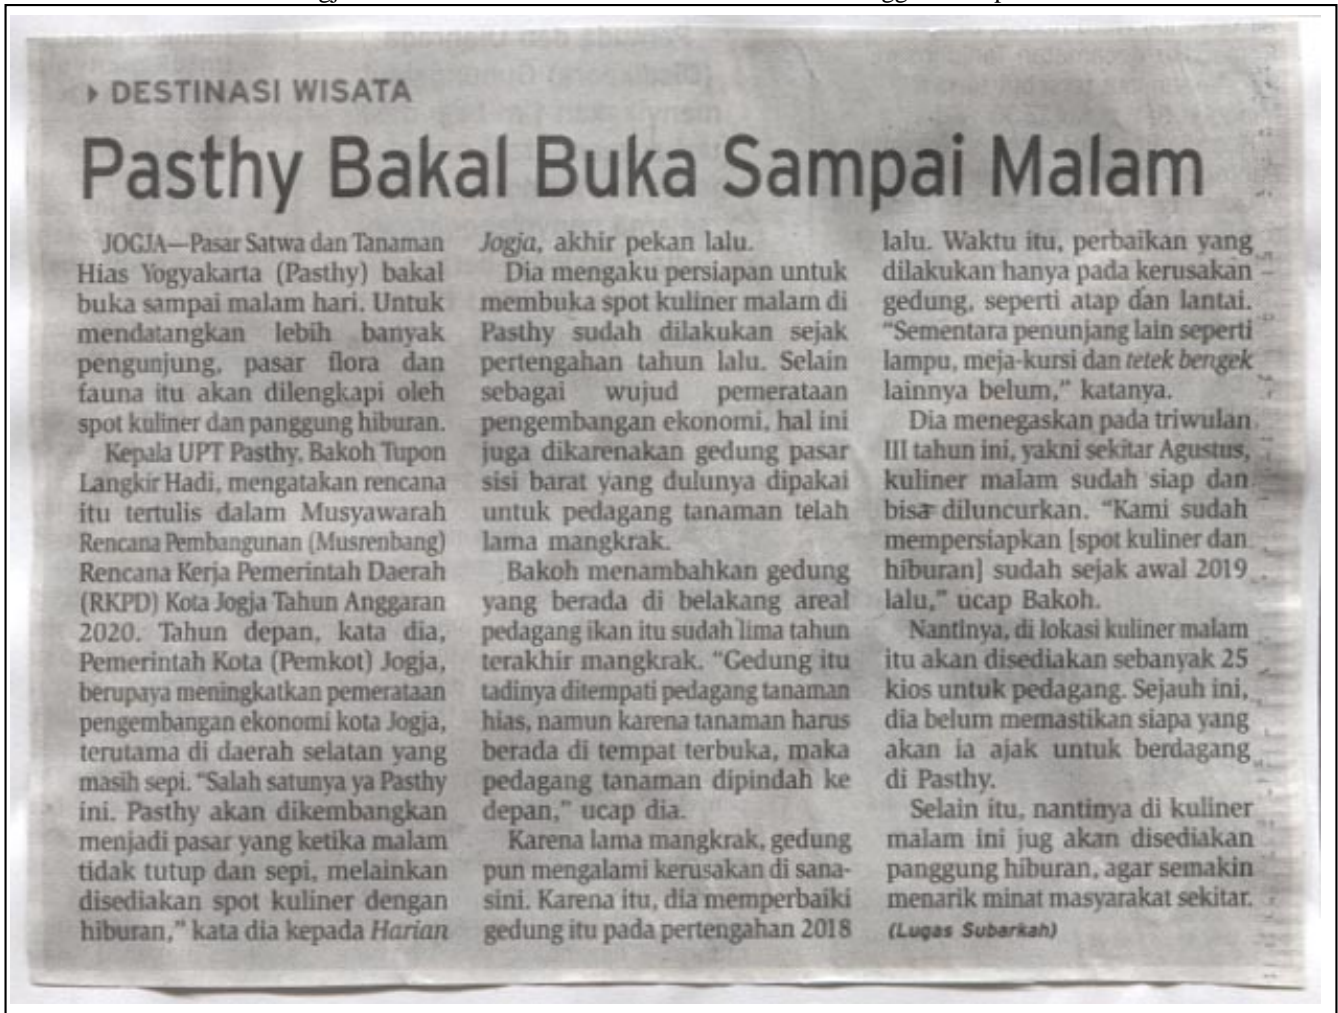 DESTINASI WISATA
Pasthy Bakal Buka Sampai Malam
JOGJA—Pasar Satwa dan Tanaman
Hias Yogyakarta (Pasthy) bakal
buka sampai malam hari. Untuk
mendatangkan lebih banyak
pengunjung, pasar flora dan
fauna itu akan dilengkapi oleh
spot kuliner dan panggung hiburan.
Kepala UPT Pasthy, Bakoh Tupon
Langkir Hadi, mengatakan rencana
itu tertulis dalam Musyawarah
Rencana Pembangunan (Musrenbang)
Rencana Kerja Pemerintah Daerah
(RKPD) Kota Jogja Tahun Anggaran
2020. Tahun depan, kata dia,
Pemerintah Kota (Pemkot) Jogja,
berupaya meningkatkan pemerataan
pengembangan ekonomi kota Jogja,
terutama di daerah selatan yang
masih sepi. “Salah satunya ya Pasthy
ini. Pasthy akan dikembangkan
menjadi pasar yang ketika malam
tidak tutup dan sepi, melainkan
disediakan spot kuliner dengan
hiburan,” kata dia kepada Harian
Jogja, akhir pekan lalu.
Dia mengaku persiapan untuk
membuka spot kuliner malam di
Pasthy sudah dilakukan sejak
pertengahan tahun lalu. Selain
sebagai wujud pemerataan
pengembangan ekonomi, hal ini
juga dikarenakan gedung pasar
sisi barat yang dulunya dipakai
untuk pedagang tanaman telah
lama mangkrak.
Bakoh menambahkan gedung
yang berada di belakang areal
pedagang ikan itu sudah lima tahun
terakhir mangkrak. “Gedung itu
tadinya ditempati pedagang tanaman
hias, namun karena tanaman harus
berada di tempat terbuka, maka
pedagang tanaman dipindah ke
depan,” ucap dia.
Karena lama mangkrak, gedung
pun mengalami kerusakan di sana-
sini. Karena itu, dia memperbaiki
gedung itu pada pertengahan 2018
lalu. Waktu itu, perbaikan yang
dilakukan hanya pada kerusakan
gedung, seperti atap dan lantai.
“Sementara penunjang lain seperti
lampu, meja-kursi dan tetek bengek
lainnya belum,” katanya.
Dia menegaskan pada triwulan
III tahun ini, yakni sekitar Agustus,
kuliner malam sudah siap dan
bisa diluncurkan. “Kami sudah
mempersiapkan [spot kuliner dan
hiburan] sudah sejak awal 2019
lalu,” ucap Bakoh.
Nantinya, di lokasi kuliner malam
itu akan disediakan sebanyak 25
kios untuk pedagang. Sejauh ini,
dia belum memastikan siapa yang
akan ia ajak untuk berdagang
di Pasthy.
Selain itu, nantinya di kuliner
malam ini jug akan disediakan
panggung hiburan, agar semakin
menarik minat masyarakat sekitar.
(Lugas Subarkah)